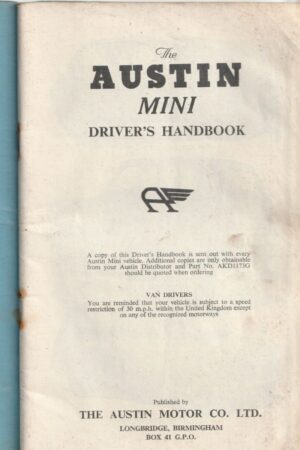 The
AUSTIN
MINI
DRIVER'S HANDBOOK
A copy of this Driver's Handbook is sent out with every
Austin Mini vehicle. Additional copies are only obtainable
from your Austin Distributor and Part No. AKD1173G
should be quoted when ordering
VAN DRIVERS
You are reminded that your vehicle is subject to a speed
restriction of 30 m.p.h. within the United Kingdom except
on any of the recognized motorways
Published by
THE AUSTIN MOTOR CO. LTD.
LONGBRIDGE, BIRMINGHAM
BOX 41 G.P.O.